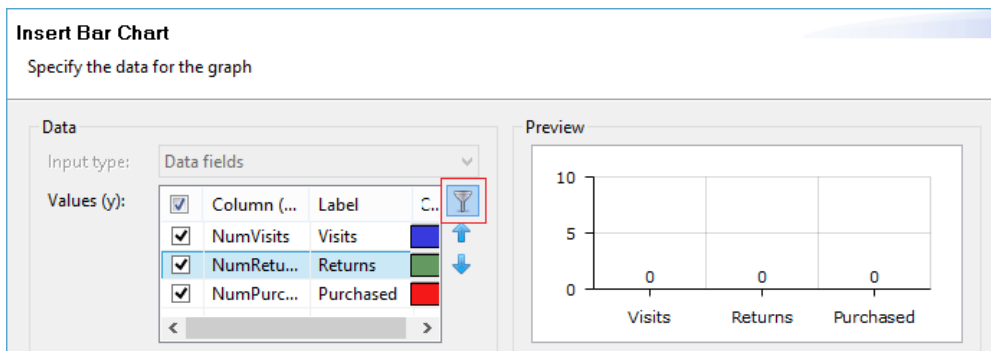 Insert Bar Chart
Specify the data for the graph
Data
Input type: Data fields
Values (y):
Column (... Label C..
NumVisits Visits
NumRetu... Returns
NumPurc... Purchased
Preview
10
5
0
0 0 0
Visits Returns Purchased